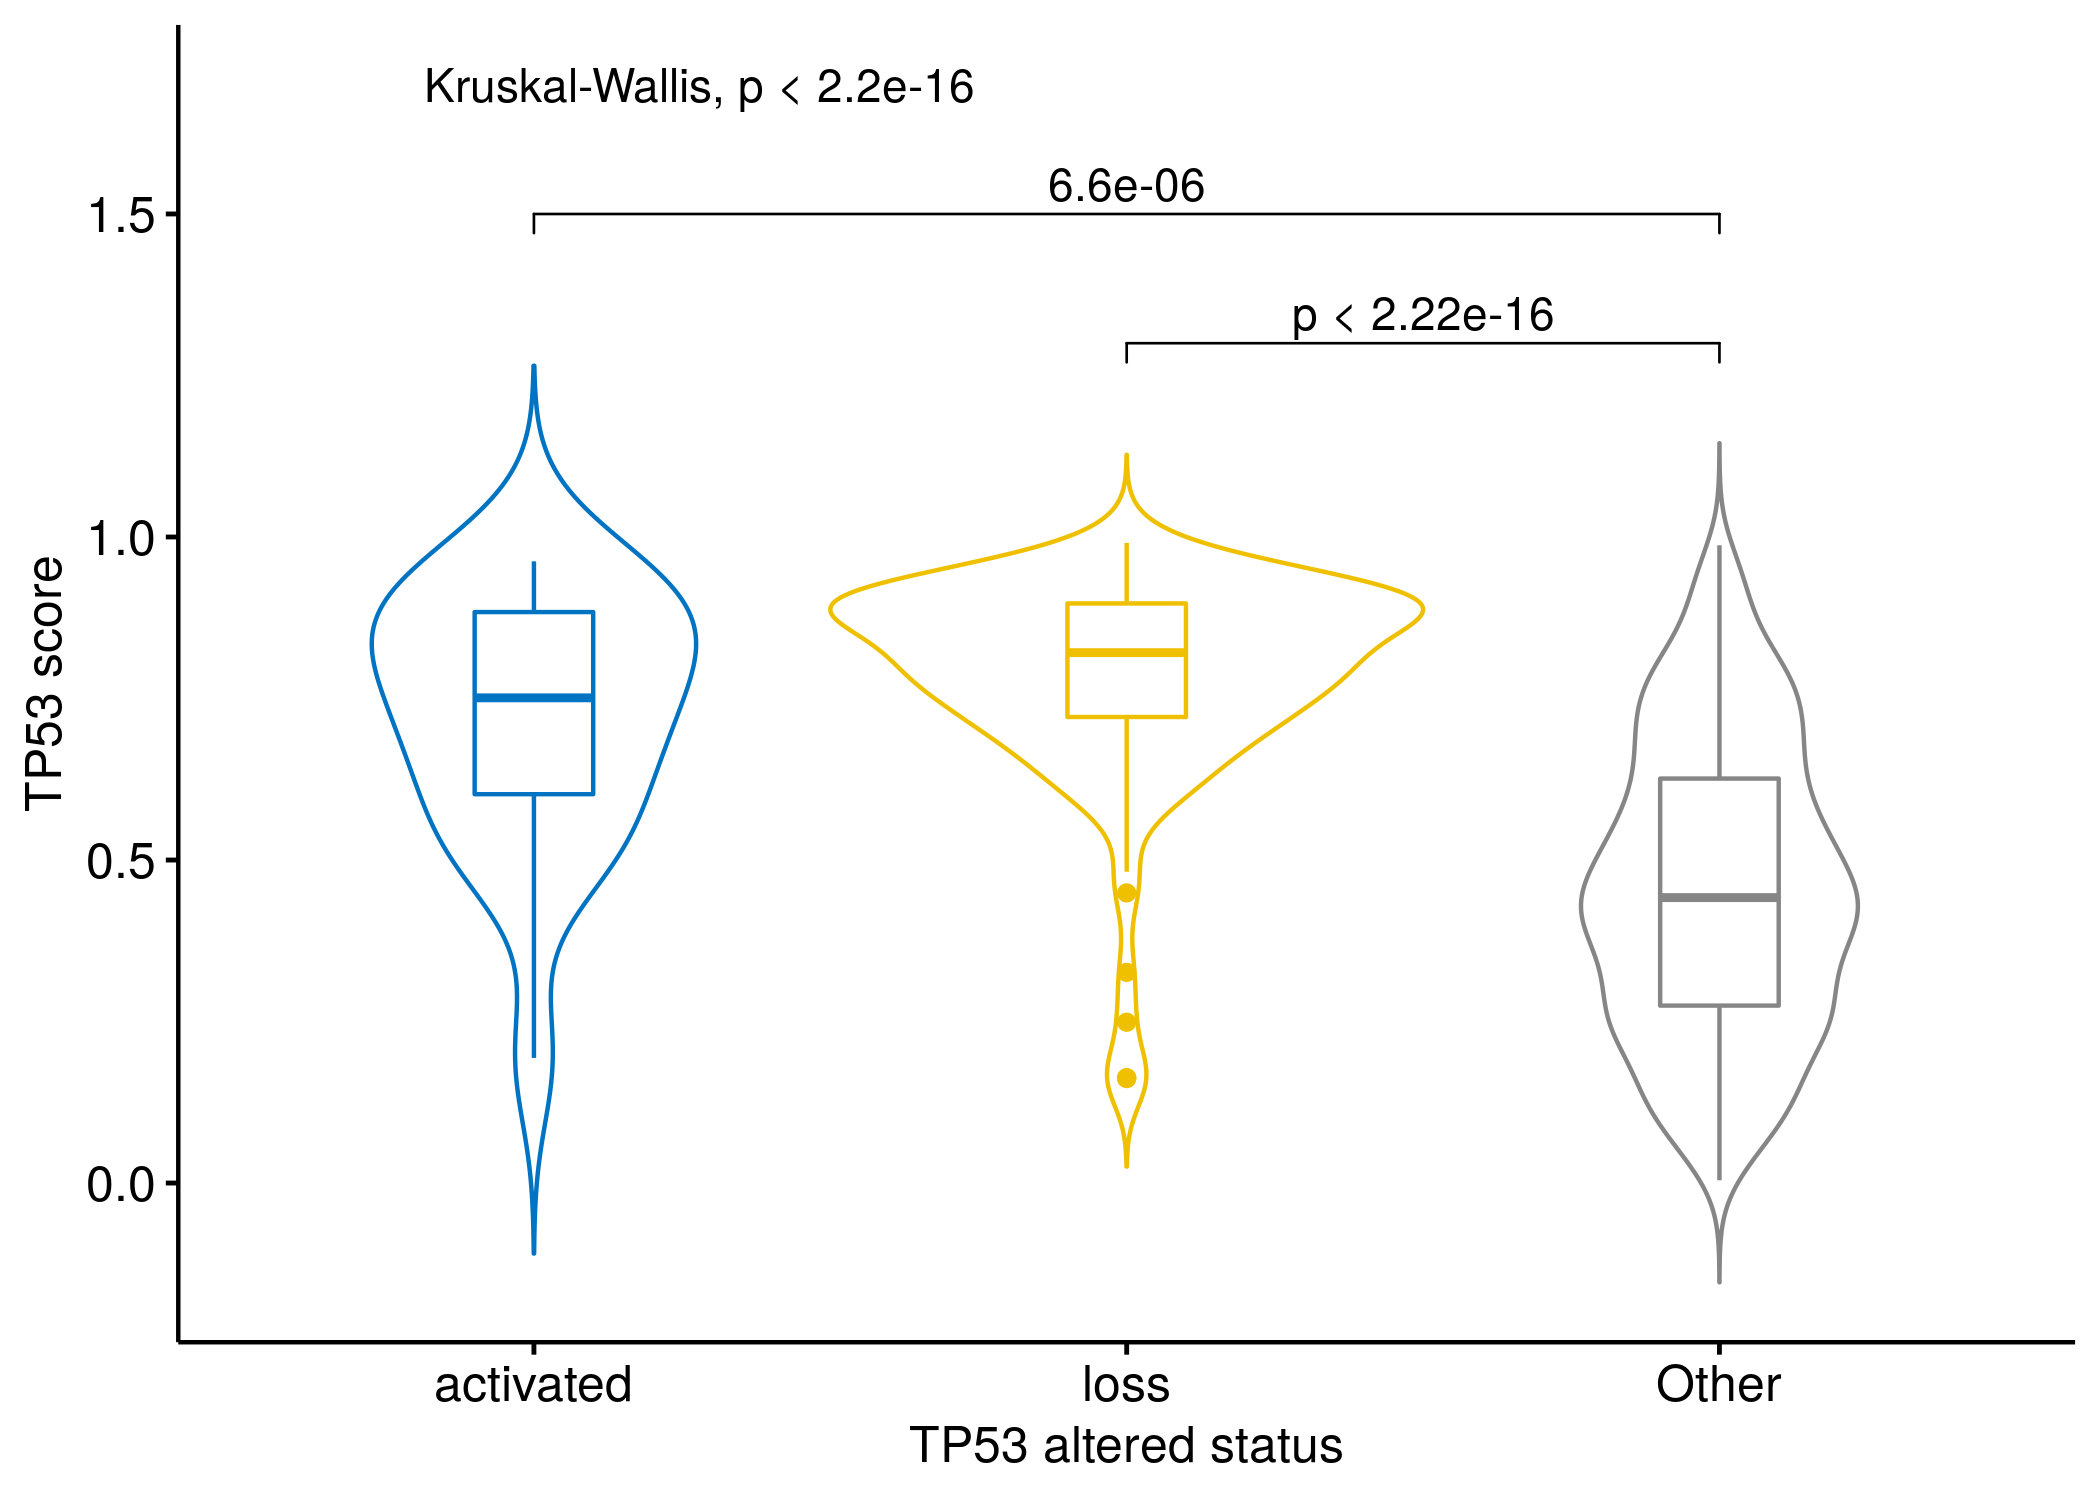 Kruskal-Wallis, p < 2.2e-16
6.6e-06
p < 2.22e-16
1.5
1.0
0.5
0.0
TP53 score
activated
loss
Other
TP53 altered status